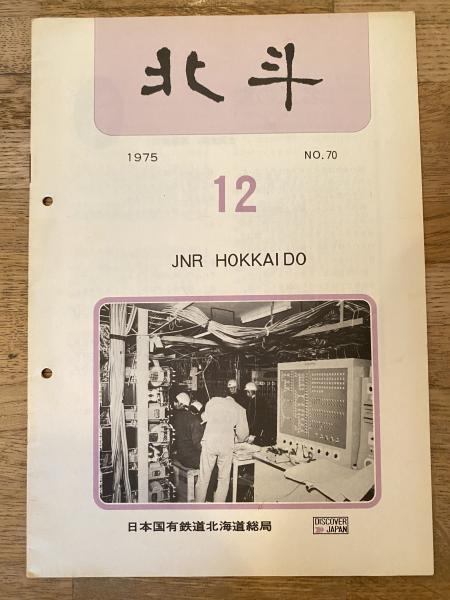 北斗
1975 NO.70
12
JNR HOKKAIDO
日本国有鉄道北海道総局
DISCOVER
JAPAN